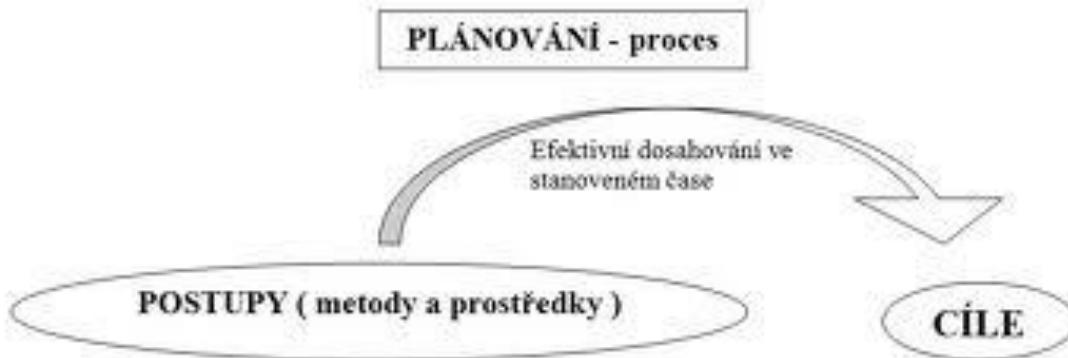 PLÁNOVÁNÍ - proces
Efektivní dosahování ve
stanoveném čase
POSTUPY ( metody a prostředky )
CÍLE